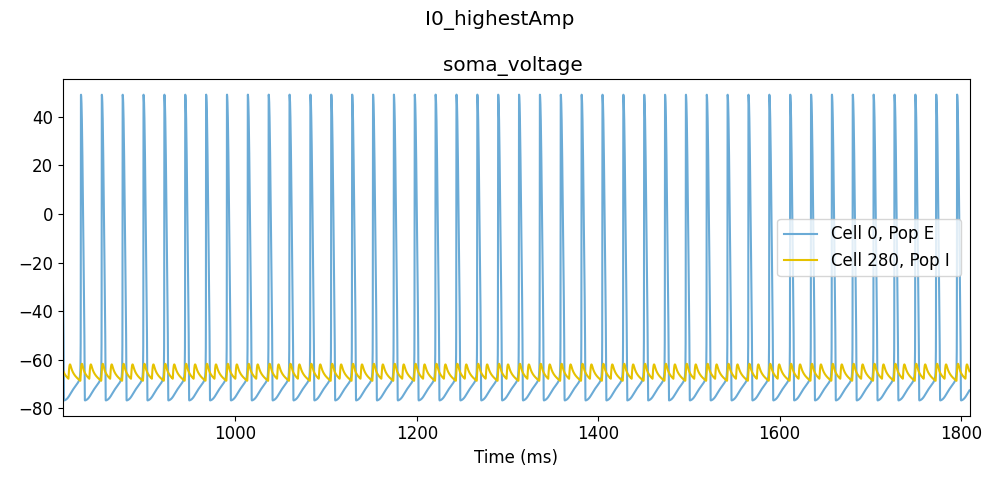 I0_highestAmp
soma_voltage
40
20
0
−20
−40
−60
−80
Cell 0, Pop E
Cell 280, Pop I
1000 1200 1400 1600 1800
Time (ms)